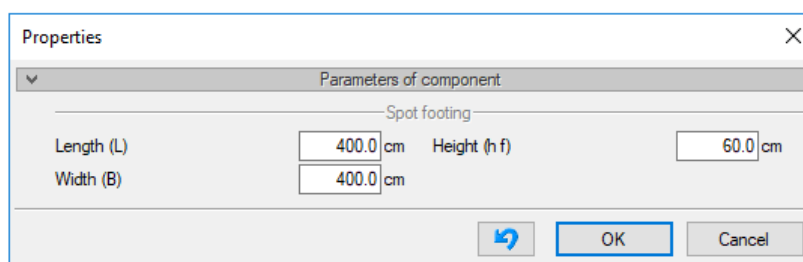 Properties
Parameters of component
Spot footing
Length (L) 400.0 cm Height (h f) 60.0 cm
Width (B) 400.0 cm
OK Cancel